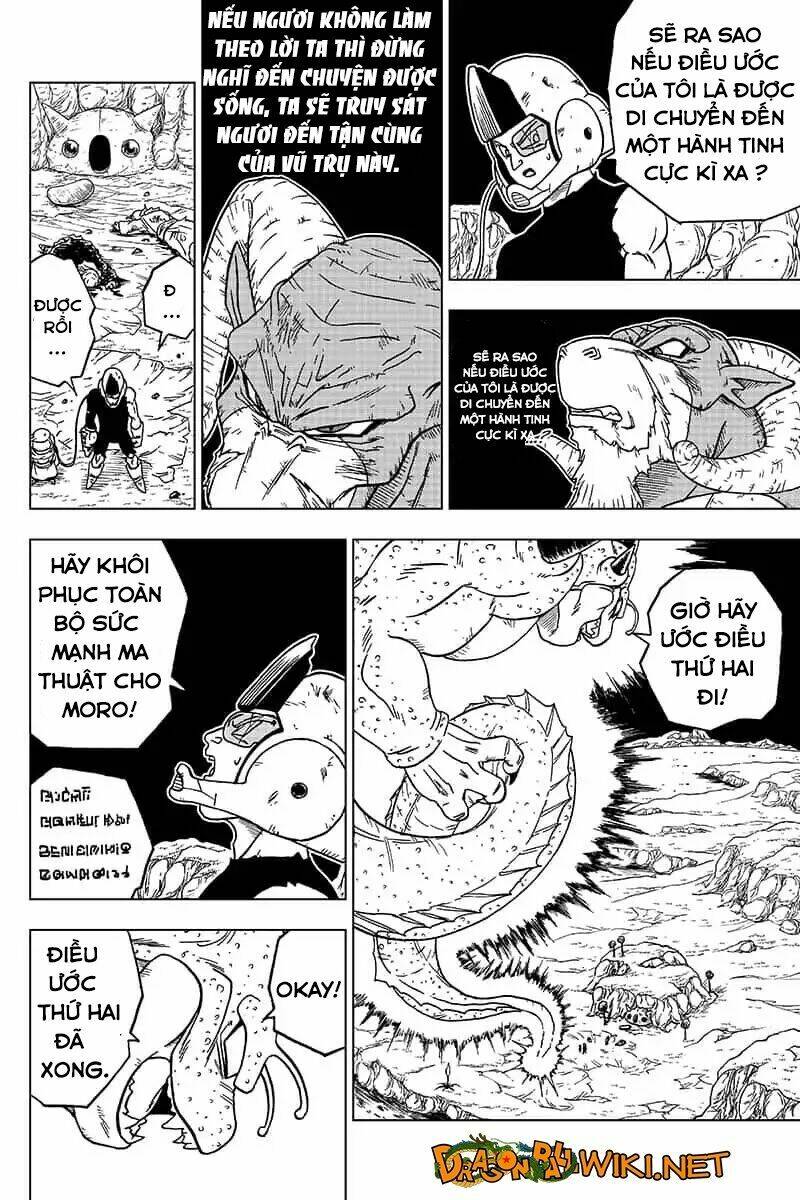 SẼ RA SAO
NẾU ĐIỀU ƯỚC
CỦA TÔI LÀ ĐƯỢC
DI CHUYỂN ĐẾN
MỘT HÀNH TINH
CỰC KÌ XA ?
SẼ RA SAO
NẾU ĐIỀU ƯỚC
CỦA TÔI LÀ ĐƯỢC
DI CHUYỂN ĐẾN
MỘT HÀNH TINH
CỰC KÌ XA
NẾU NGƯƠI KHÔNG LÀM
THEO LỜI TA THÌ ĐỪNG
NGHĨ ĐẾN CHUYỆN ĐƯỢC
SỐNG, TA SẼ TRUY SÁT
NGƯƠI ĐẾN TẬN CÙNG
CỦA VŨ TRỤ NÀY.
Đ
...
ĐƯỢC
RỒI
...
GIỜ HÃY
ƯỚC ĐIỀU
THỨ HAI
ĐI!
HÃY KHÔI
PHỤC TOÀN
BỘ SỨC
MẠNH MA
THUẬT CHO
MORO!
OKAY!
ĐIỀU
ƯỚC
THỨ HAI
ĐÃ
XONG.
DRAGONBALLWIKI.NET